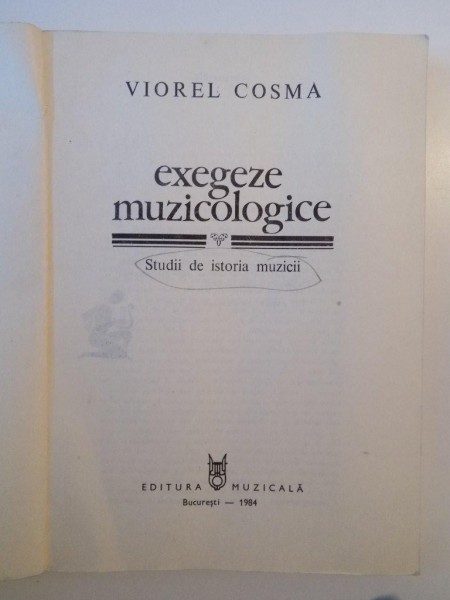 VIOREL COSMA
exegeze
muzicologice
Studii de istoria muzicii
EDITURA MUZICALĂ
București — 1984